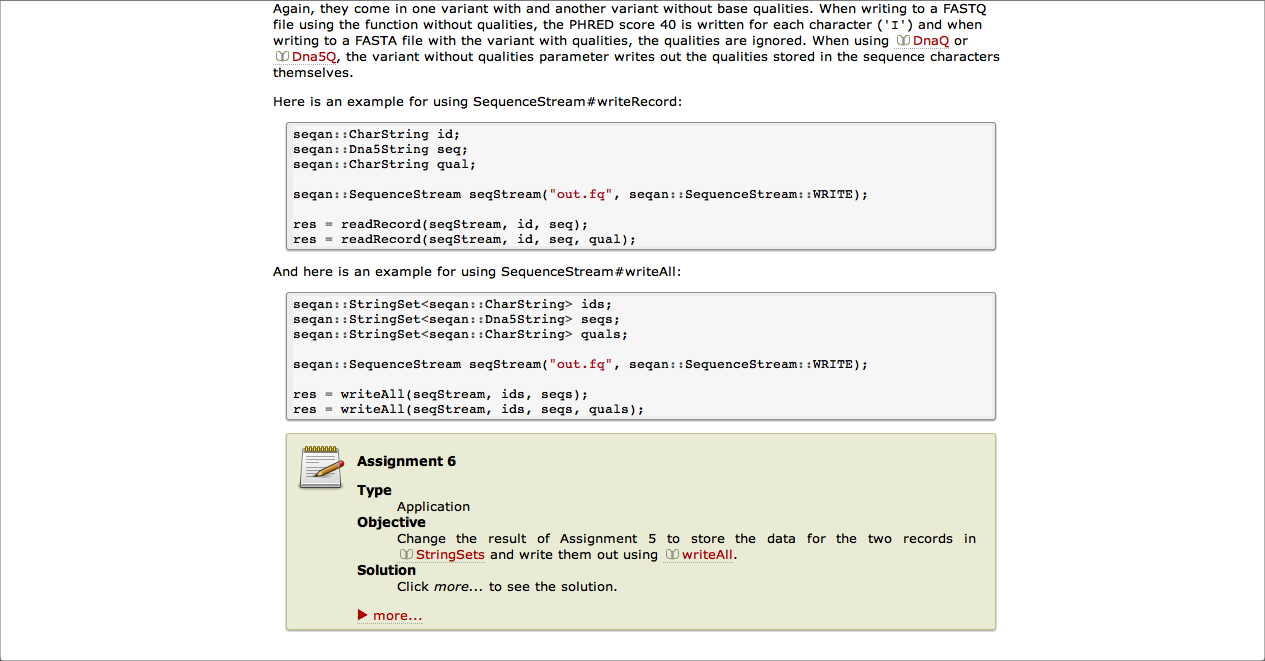 Again, they come in one variant with and another variant without base qualities. When writing to a FASTQ
file using the function without qualities, the PHRED score 40 is written for each character ('I') and when
writing to a FASTA file with the variant with qualities, the qualities are ignored. When using DnaQ or
Dna5Q, the variant without qualities parameter writes out the qualities stored in the sequence characters
themselves.
Here is an example for using SequenceStream#writeRecord:
seqan::CharString id;
seqan::Dna5String seq;
seqan::CharString qual;
seqan::SequenceStream seqStream("out.fq", seqan::SequenceStream::WRITE);
res = readRecord(seqStream, id, seq);
res = readRecord(seqStream, id, seq, qual);
And here is an example for using SequenceStream#writeAll:
seqan::StringSet<seqan::CharString> ids;
seqan::StringSet<seqan::Dna5String> seqs;
seqan::StringSet<seqan::CharString> quals;
seqan::SequenceStream seqStream("out.fq", seqan::SequenceStream::WRITE);
res = writeAll(seqStream, ids, seqs);
res = writeAll(seqStream, ids, seqs, quals);
Assignment 6
Type
Application
Objective
Change the result of Assignment 5 to store the data for the two records in
StringSets and write them out using writeAll.
Solution
Click more... to see the solution.
more...